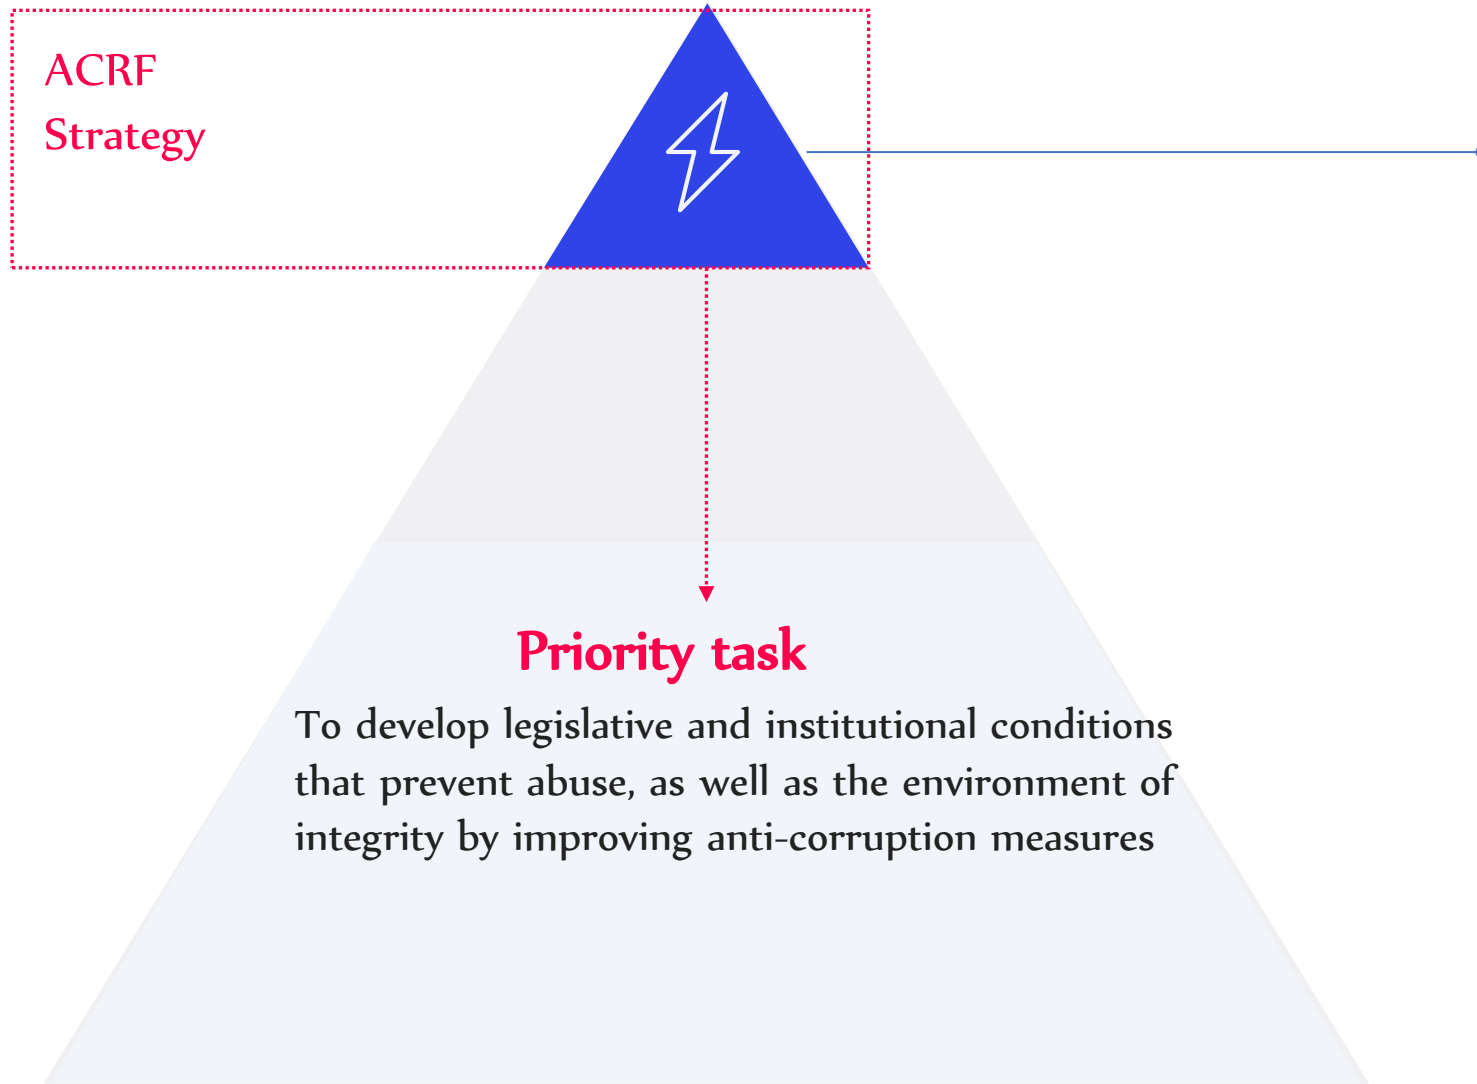 ACRF
Strategy
Priority task
To develop legislative and institutional conditions
that prevent abuse, as well as the environment of
integrity by improving anti-corruption measures